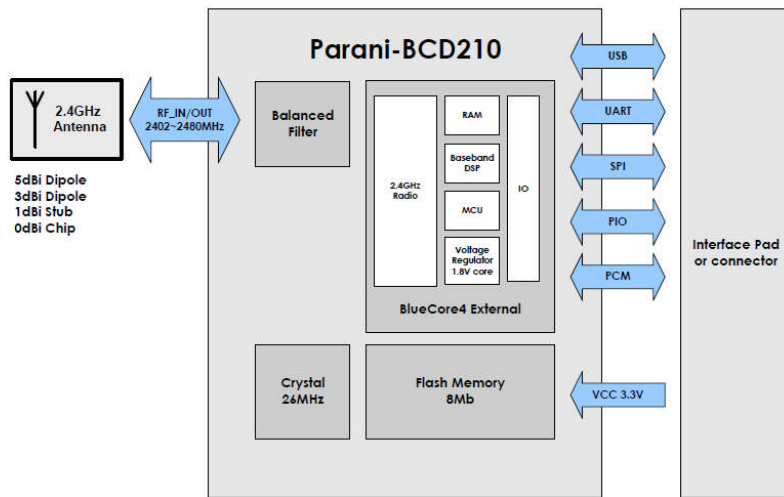 Parani-BCD210
2.4GHz
Antenna
RF_IN/OUT
2402~2480MHz
5dBi Dipole
3dBi Dipole
1dBi Stub
0dBi Chip
Balanced
Filter
2.4GHz
Radio
RAM
Baseband
DSP
MCU
Voltage
Regulator
1.8V core
IO
BlueCore4 External
Crystal
26MHz
Flash Memory
8Mb
USB
UART
SPI
PIO
PCM
VCC 3.3V
Interface Pad
or connector